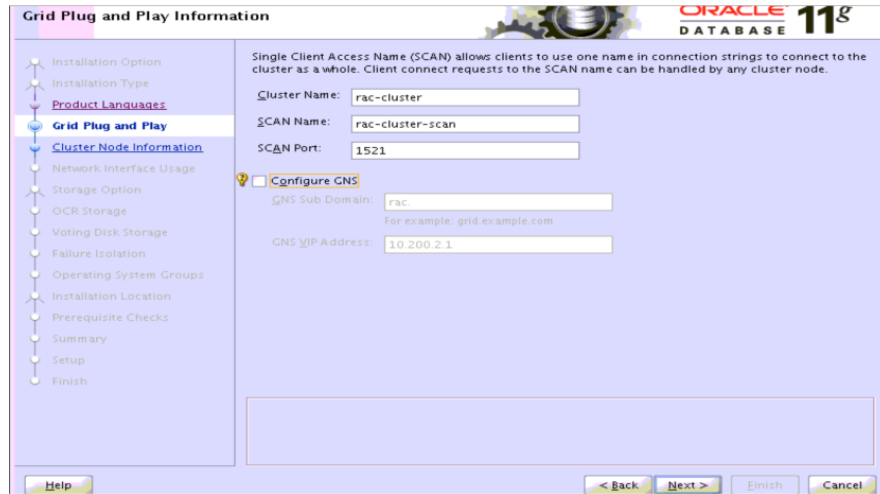 Grid Plug and Play Information
ORACLE 11g
DATABASE
Installation Option
Installation Type
Product Languages
Grid Plug and Play
Cluster Node Information
Network Interface Usage
Storage Option
OCR Storage
Voting Disk Storage
Failure Isolation
Operating System Groups
Installation Location
Prerequisite Checks
Summary
Setup
Finish
Single Client Access Name (SCAN) allows clients to use one name in connection strings to connect to the
cluster as a whole. Client connect requests to the SCAN name can be handled by any cluster node.
Cluster Name: rac-cluster
SCAN Name: rac-cluster-scan
SCAN Port: 1521
Configure GNS
GNS Sub Domain: rac.
For example: grid.example.com
GNS VIP Address: 10.200.2.1
Help < Back Next > Finish Cancel